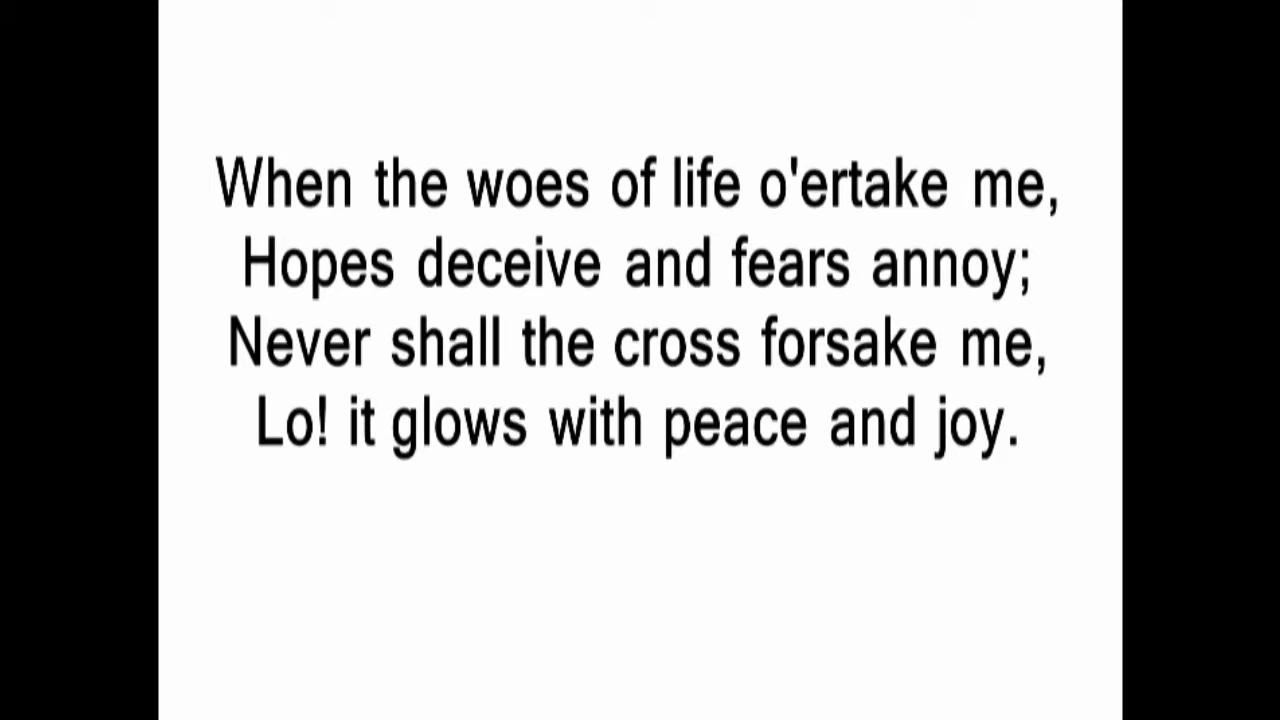 When the woes of life o'ertake me,
Hopes deceive and fears annoy;
Never shall the cross forsake me,
Lo! it glows with peace and joy.